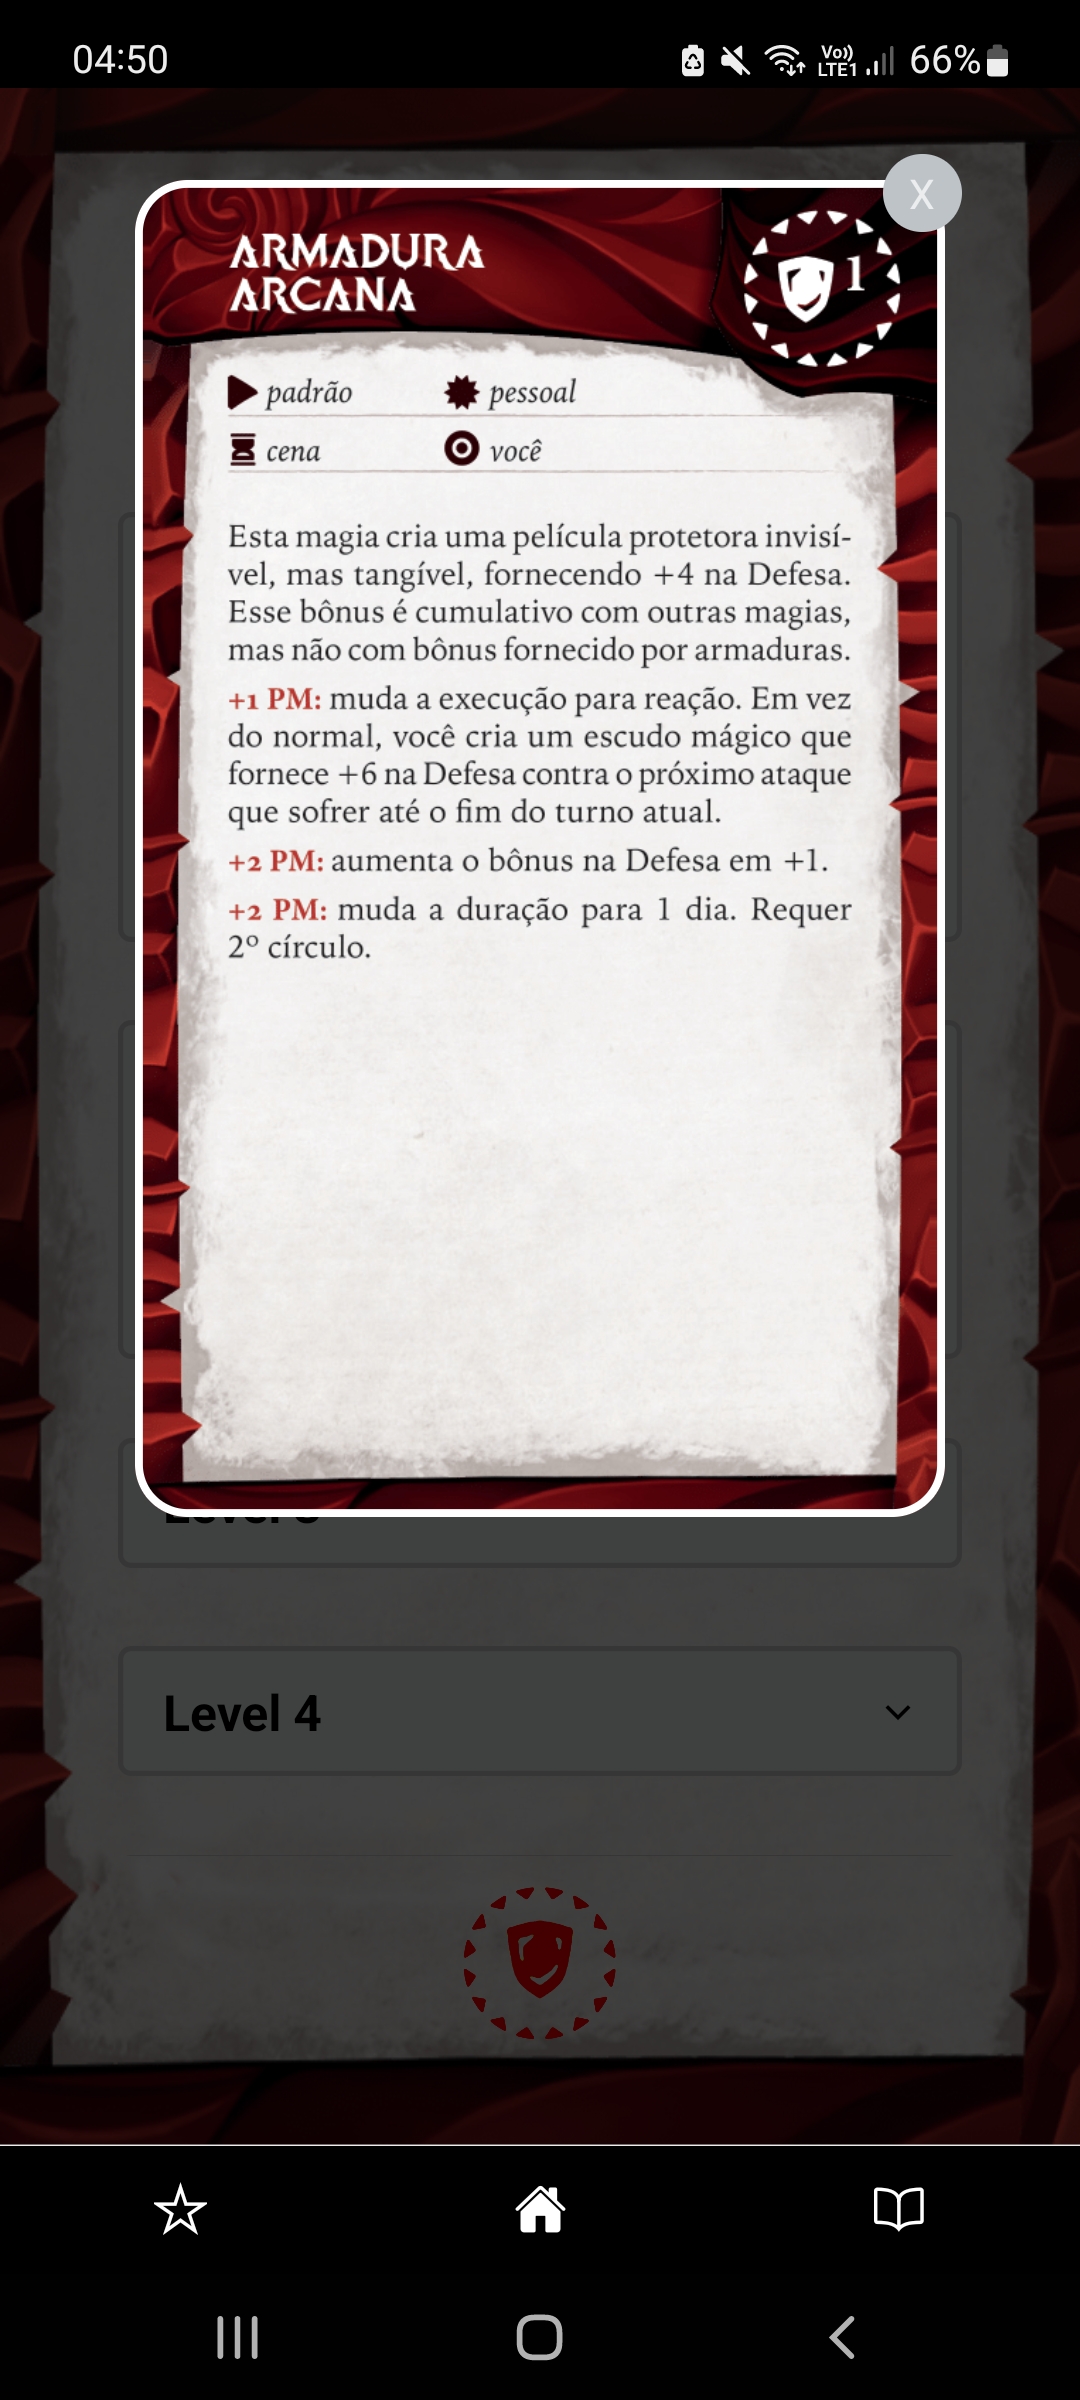 04:50
Vo))
LTE1
66%
X
ARMADURA
ARCANA
1
padrão
pessoal
cena
você
Esta magia cria uma película protetora invisí-
vel, mas tangível, fornecendo +4 na Defesa.
Esse bônus é cumulativo com outras magias,
mas não com bônus fornecido por armaduras.
+1 PM: muda a execução para reação. Em vez
do normal, você cria um escudo mágico que
fornece +6 na Defesa contra o próximo ataque
que sofrer até o fim do turno atual.
+2 PM: aumenta o bônus na Defesa em +1.
+2 PM: muda a duração para 1 dia. Requer
2º círculo.
Level 4